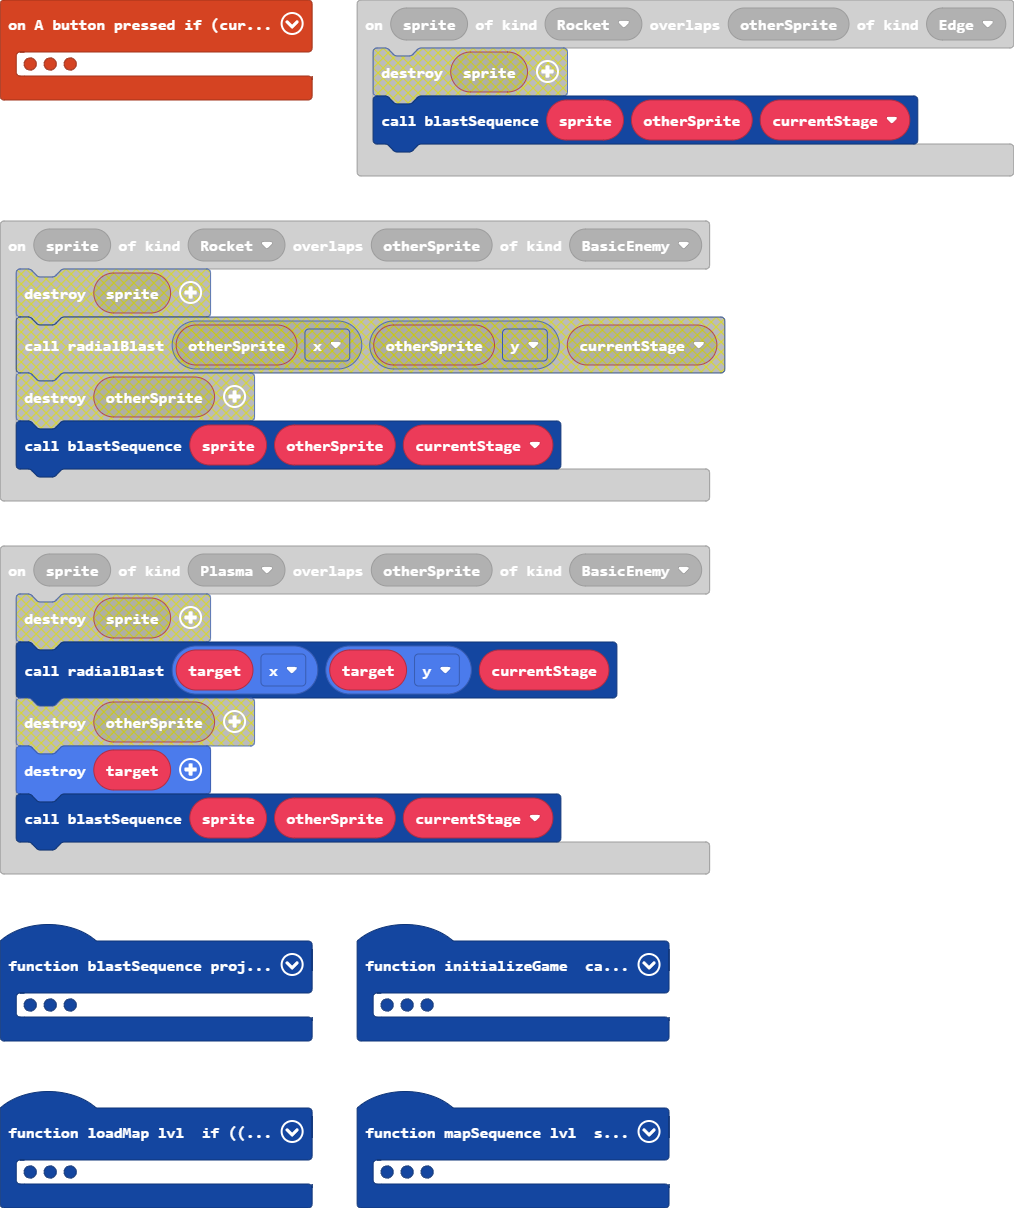 on A button pressed if (cur...
on sprite of kind Rocket overlaps otherSprite of kind Edge
destroy sprite
call blastSequence sprite otherSprite currentStage
on sprite of kind Rocket overlaps otherSprite of kind BasicEnemy
destroy sprite
call radialBlast otherSprite x otherSprite y currentStage
destroy otherSprite
call blastSequence sprite otherSprite currentStage
on sprite of kind Plasma overlaps otherSprite of kind BasicEnemy
destroy sprite
call radialBlast target x target y currentStage
destroy otherSprite
destroy target
call blastSequence sprite otherSprite currentStage
function blastSequence proj...
function initializeGame ca...
function loadMap lvl if ((...
function mapSequence lvl s...